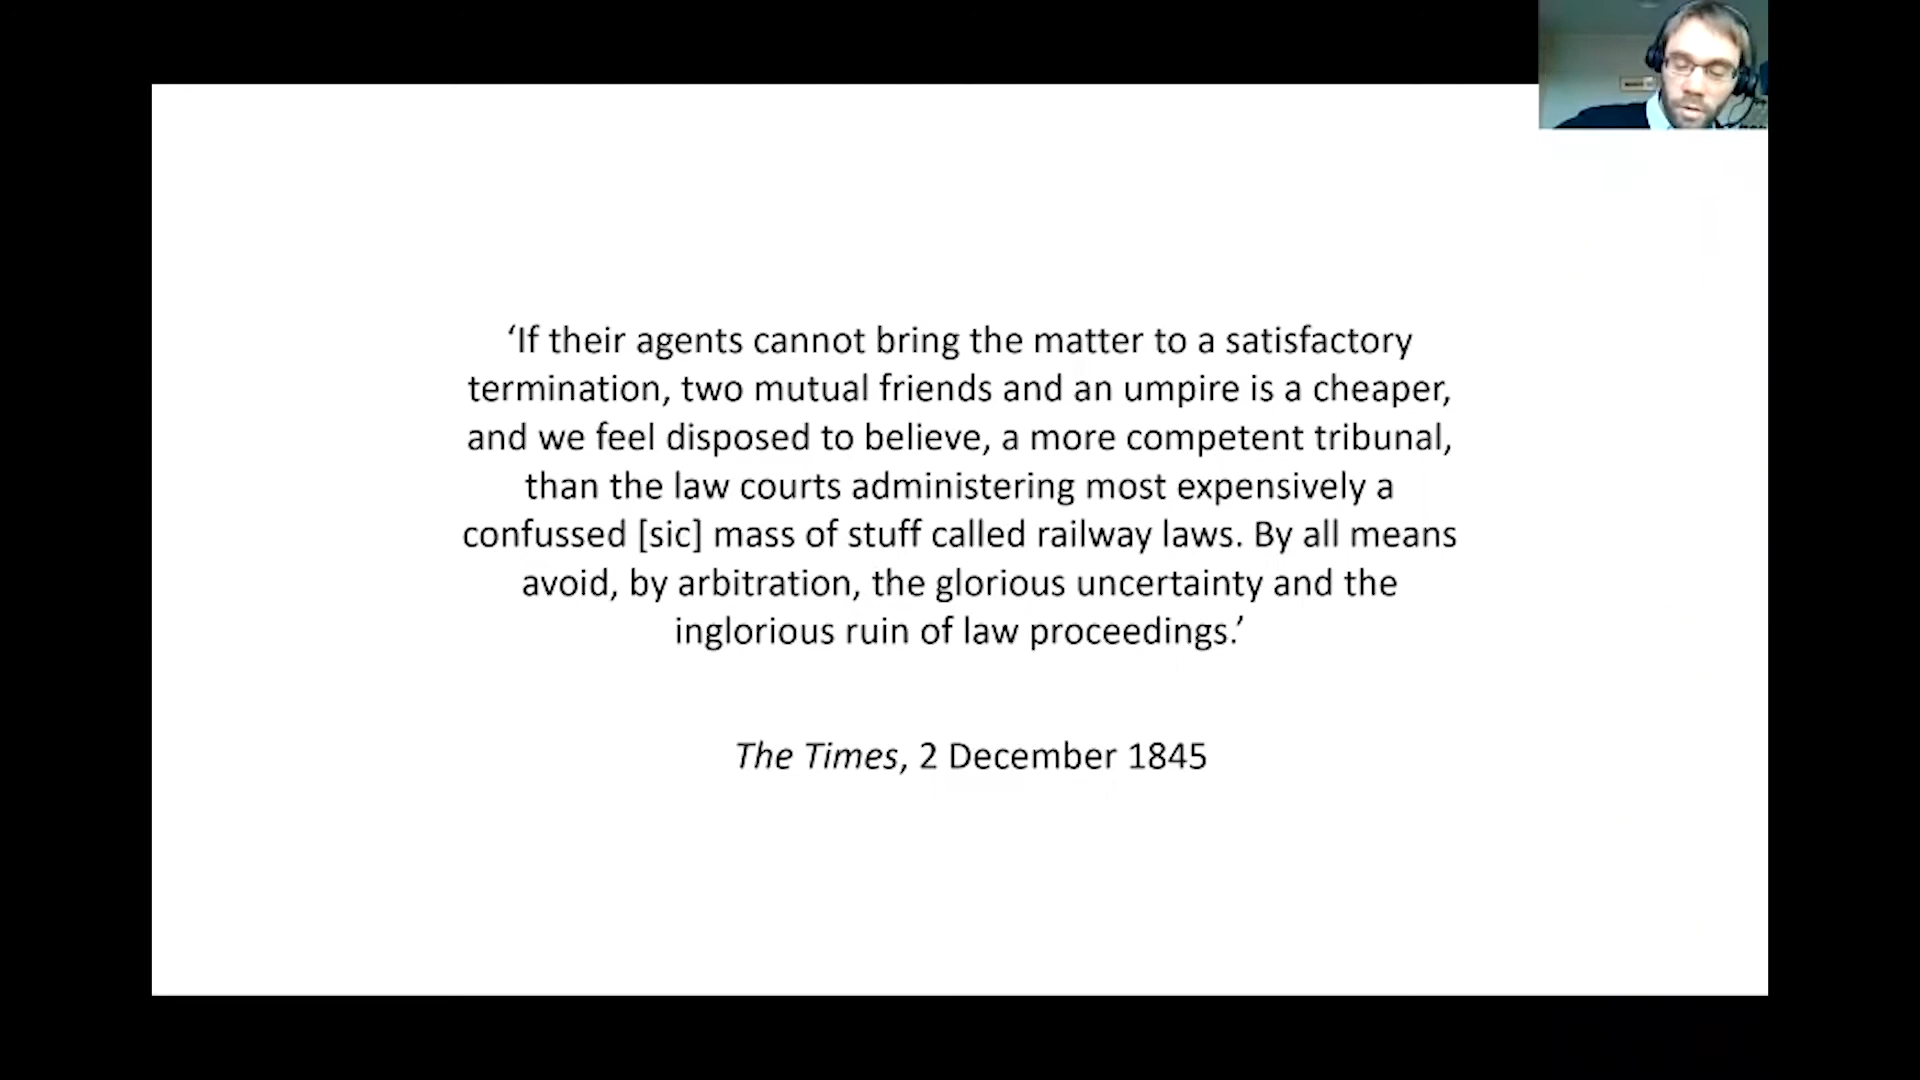 ‘If their agents cannot bring the matter to a satisfactory
termination, two mutual friends and an umpire is a cheaper,
and we feel disposed to believe, a more competent tribunal,
than the law courts administering most expensively a
confussed [sic] mass of stuff called railway laws. By all means
avoid, by arbitration, the glorious uncertainty and the
inglorious ruin of law proceedings.’
The Times, 2 December 1845